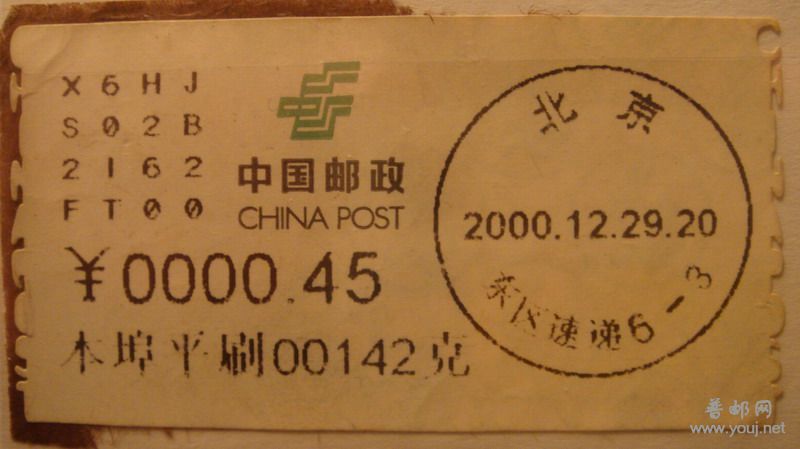 X6HJ
S02B
2162
FT00
中国邮政
CHINA POST
¥0000.45
本埠平刷00142克
北京
2000.12.29.20
东区速递6-3
普邮网
www.youj.net